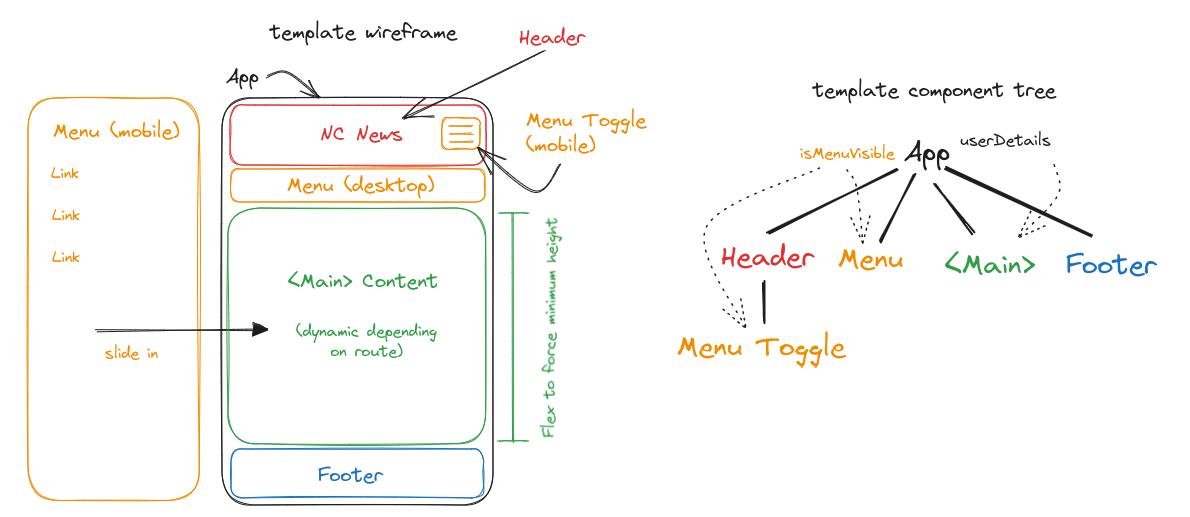 template wireframe
Header
App
Menu (mobile)
Link
Link
Link
slide in
NC News
Menu Toggle
(mobile)
Menu (desktop)
<Main> Content
(dynamic depending
on route)
Flex to force minimum height
Footer
template component tree
isMenuVisible
App
userDetails
Header
Menu
<Main>
Footer
Menu Toggle